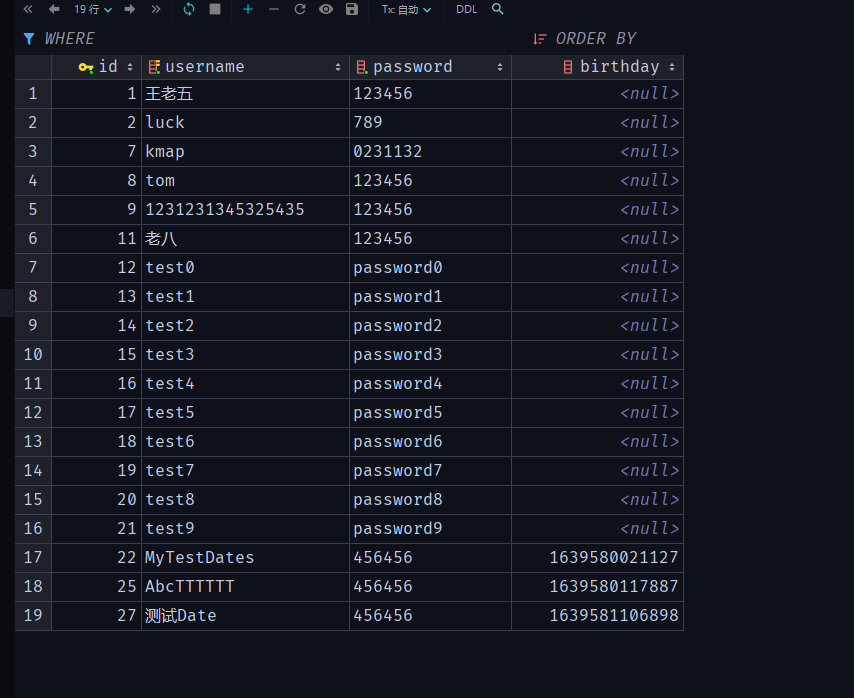 19 行 Tx: 自动 DDL
WHERE ORDER BY
id username password birthday
1 1 王老五 123456 <null>
2 2 luck 789 <null>
3 7 kmap 0231132 <null>
4 8 tom 123456 <null>
5 9 1231231345325435 123456 <null>
6 11 老八 123456 <null>
7 12 test0 password0 <null>
8 13 test1 password1 <null>
9 14 test2 password2 <null>
10 15 test3 password3 <null>
11 16 test4 password4 <null>
12 17 test5 password5 <null>
13 18 test6 password6 <null>
14 19 test7 password7 <null>
15 20 test8 password8 <null>
16 21 test9 password9 <null>
17 22 MyTestDates 456456 1639580021127
18 25 AbcTTTTTT 456456 1639580117887
19 27 测试Date 456456 1639581106898